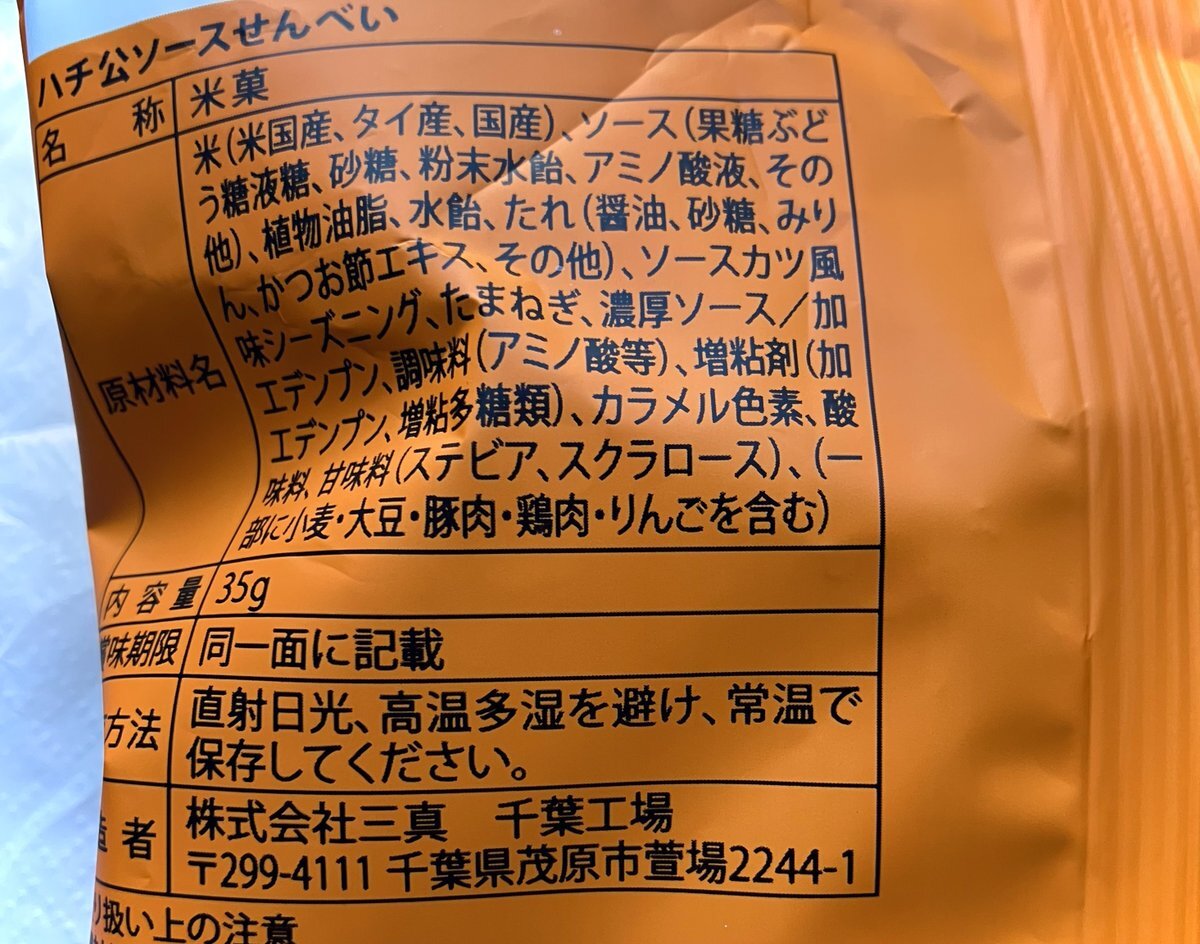 ハチ公ソースせんべい
名 称 米菓
原材料名
米(米国産、タイ産、国産)、ソース(果糖ぶど
う糖液糖、砂糖、粉末水飴、アミノ酸液、その
他)、植物油脂、水飴、たれ(醤油、砂糖、みり
ん、かつお節エキス、その他)、ソースカツ風
味シーズニング、たまねぎ、濃厚ソース/加
エデンプン、調味料(アミノ酸等)、増粘剤(加
エデンプン、増粘多糖類)、カラメル色素、酸
味料、甘味料(ステビア、スクラロース)、(一
部に小麦・大豆・豚肉・鶏肉・りんごを含む)
内 容 量 35g
賞味期限 同一面に記載
方法
直射日光、高温多湿を避け、常温で
保存してください。
造 者
株式会社三真 千葉工場
〒299-4111 千葉県茂原市萱場2244-1
り扱い上の注意